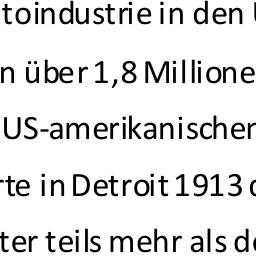 toindustrie in den
n über 1,8 Millione
US-amerikanischen
rte in Detroit 1913
ter teils mehr als de